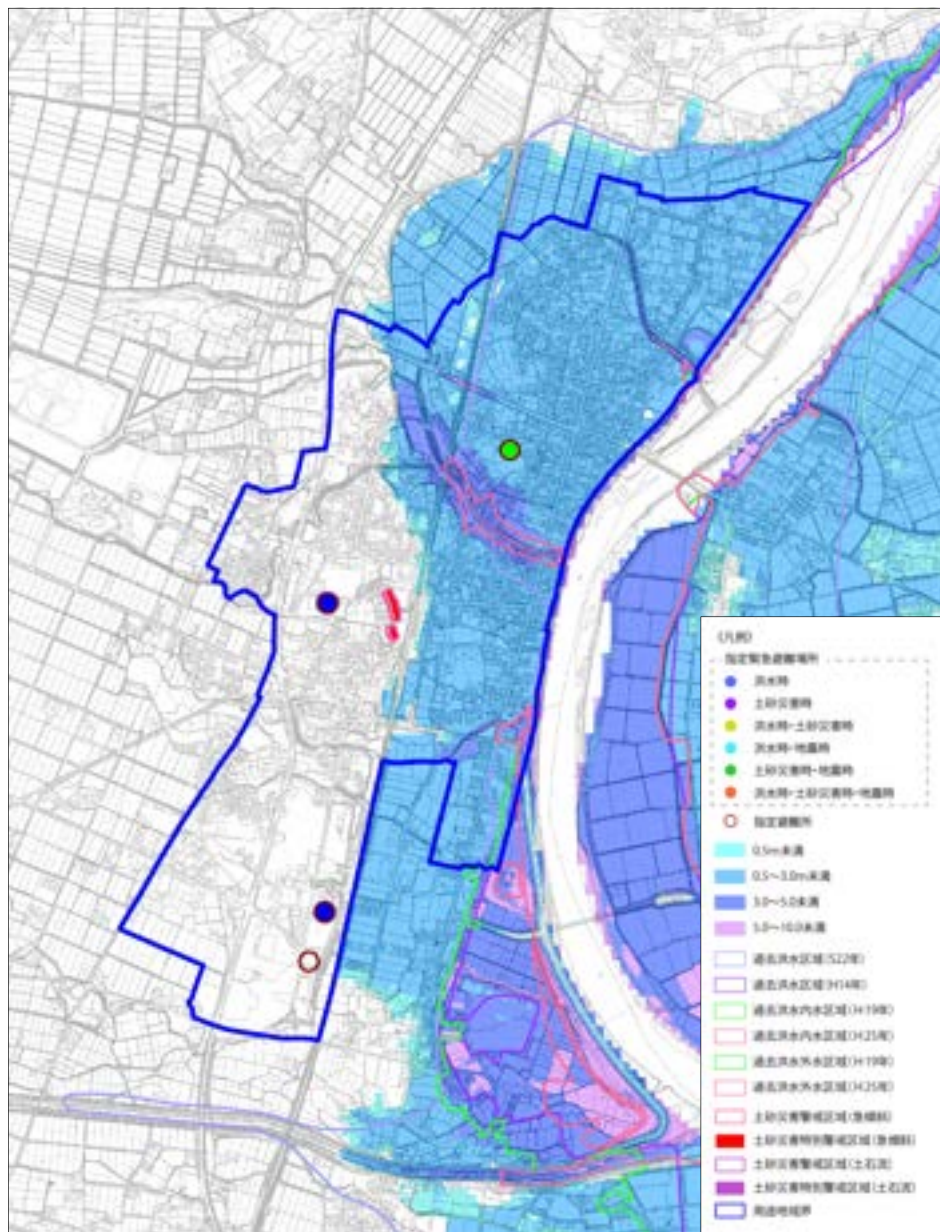 （凡例）
指定緊急避難場所
洪水時
土砂災害時
洪水時・土砂災害時
洪水時・地震時
土砂災害時・地震時
洪水時・土砂災害時・地震時
指定避難所
0.5m未満
0.5～3.0m未満
3.0～5.0未満
5.0～10.0未満
過去洪水区域(S22年)
過去洪水区域(H14年)
過去洪水内水区域(H19年)
過去洪水内水区域(H25年)
過去洪水外水区域(H19年)
過去洪水外水区域(H25年)
土砂災害警戒区域(急傾斜)
土砂災害特別警戒区域(急傾斜)
土砂災害警戒区域(土石流)
土砂災害特別警戒区域(土石流)
用途地域界